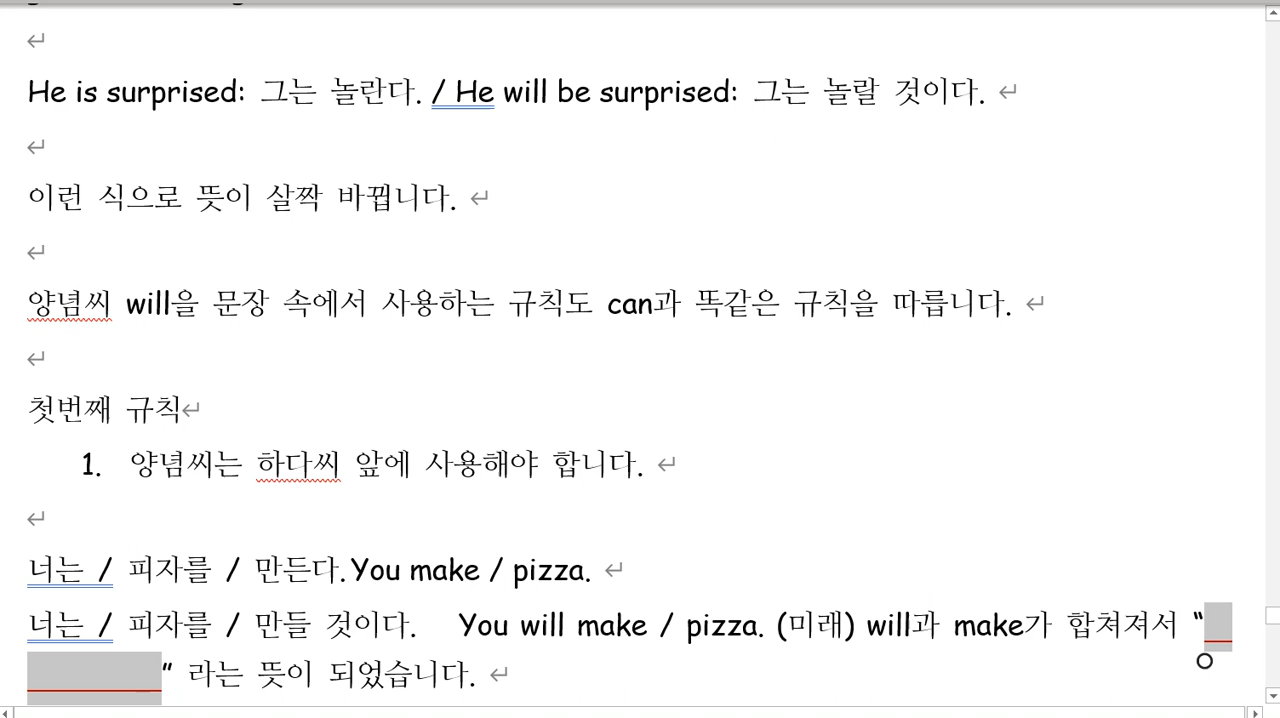 He is surprised: 그는 놀란다. / He will be surprised: 그는 놀랄 것이다.
이런 식으로 뜻이 살짝 바뀝니다.
양념씨 will을 문장 속에서 사용하는 규칙도 can과 똑같은 규칙을 따릅니다.
첫번째 규칙
1. 양념씨는 하다씨 앞에 사용해야 합니다.
너는 / 피자를 / 만든다. You make / pizza.
너는 / 피자를 / 만들 것이다. You will make / pizza. (미래) will과 make가 합쳐져서 “
” 라는 뜻이 되었습니다.